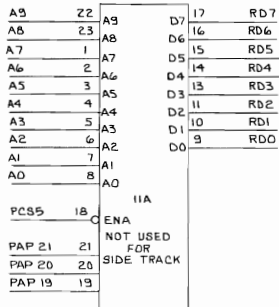 A9 22 A9 D7 17 RD7
A8 23 A8 D6 16 RD6
A7 1 A7 D5 15 RD5
A6 2 A6 D4 14 RD4
A5 3 A5 D3 13 RD3
A4 4 A4 D2 11 RD2
A3 5 A3 D1 10 RD1
A2 6 A2 D0 9 RD0
A1 7 A1
A0 8 A0
11A
PCS5 18 ENA
NOT USED
FOR
SIDE TRACK
PAP 21 21
PAP 20 20
PAP 19 19